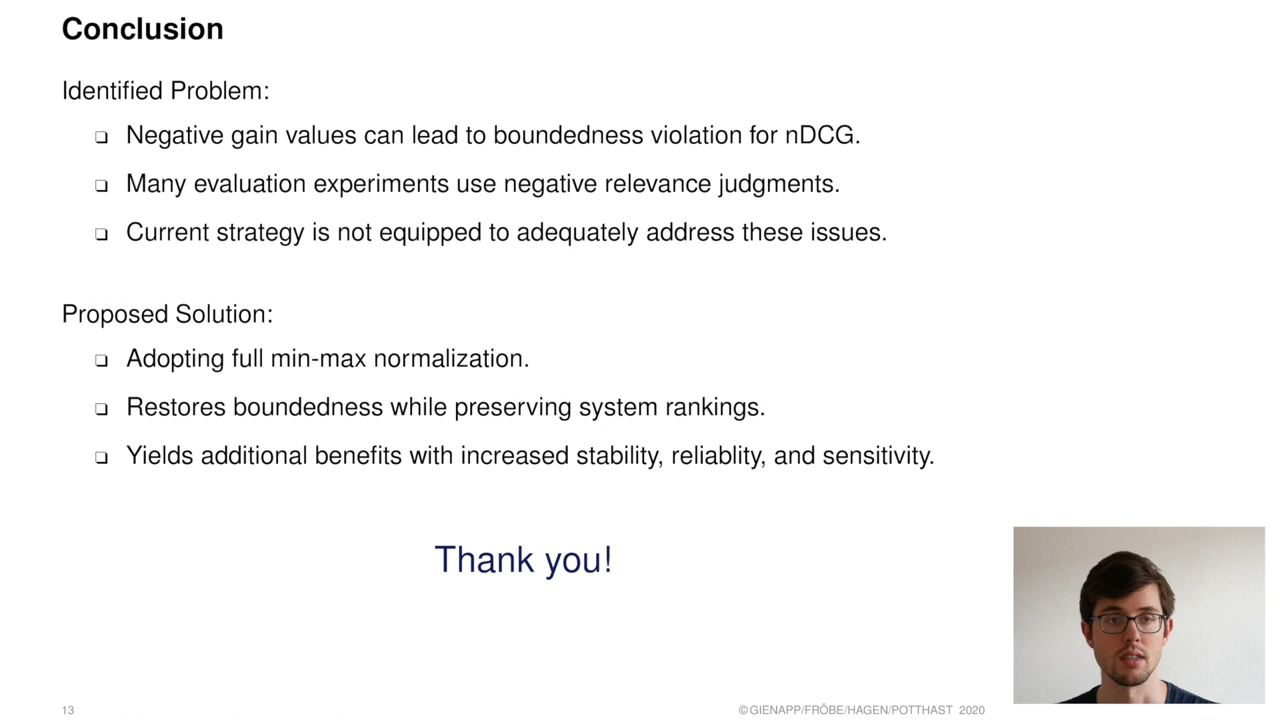 Conclusion
Identified Problem:
❏ Negative gain values can lead to boundedness violation for nDCG.
❏ Many evaluation experiments use negative relevance judgments.
❏ Current strategy is not equipped to adequately address these issues.
Proposed Solution:
❏ Adopting full min-max normalization.
❏ Restores boundedness while preserving system rankings.
❏ Yields additional benefits with increased stability, reliablity, and sensitivity.
Thank you!
13
© GIENAPP/FRÖBE/HAGEN/POTTHAST 2020